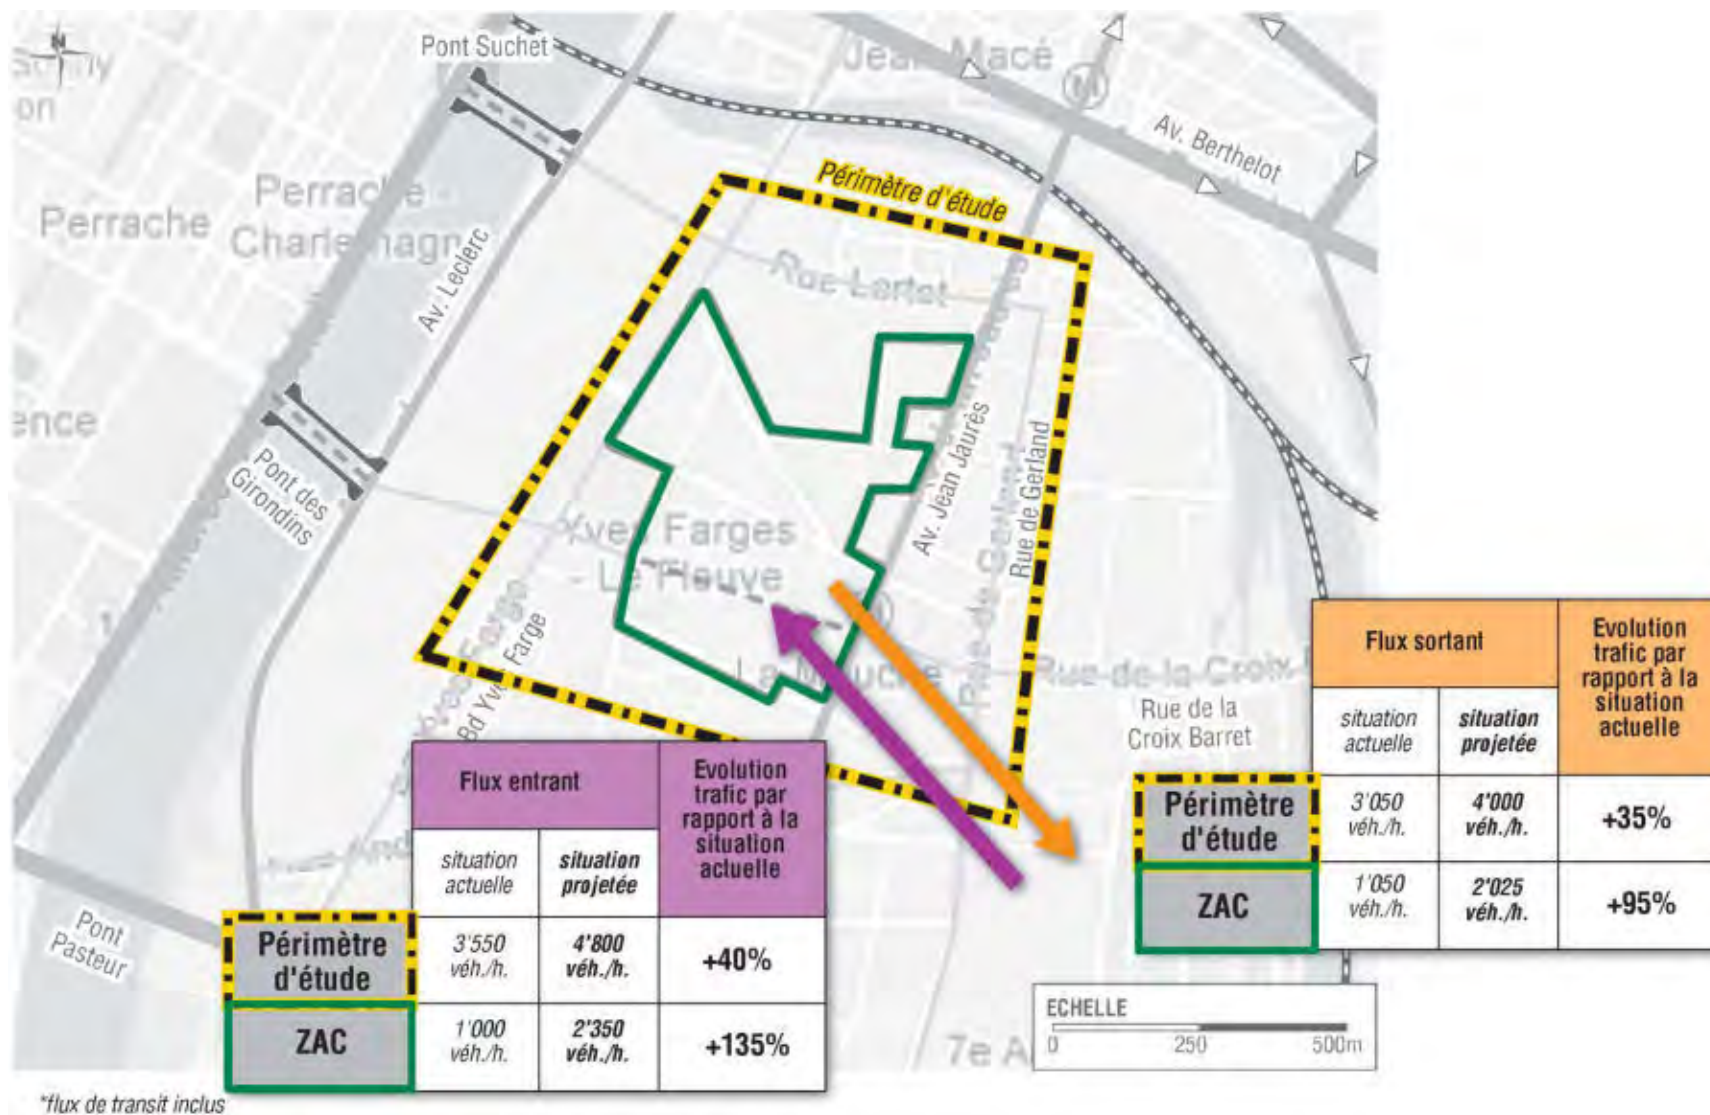 N
Pont Suchet
Jean Macé
M
Av. Berthelot
Périmètre d'étude
Perrache
Perrache -
Charlemagn
Av. Leclerc
Rue Lortet
Av. Jean Jaurès
Rue de Gerland
Pont des
Girondins
Yves Farges
- Le Fleuve
Bd Yves Farge
La Mouche
Rue de la Croix
Rue de la
Croix Barret
Pont
Pasteur
7e A
Flux entrant
Evolution
trafic par
rapport à la
situation
actuelle
situation
actuelle
situation
projetée
Périmètre
d'étude
3'550
véh./h.
4'800
véh./h.
+40%
ZAC
1'000
véh./h.
2'350
véh./h.
+135%
Flux sortant
Evolution
trafic par
rapport à la
situation
actuelle
situation
actuelle
situation
projetée
Périmètre
d'étude
3'050
véh./h.
4'000
véh./h.
+35%
ZAC
1'050
véh./h.
2'025
véh./h.
+95%
ECHELLE
0 250 500m
*flux de transit inclus